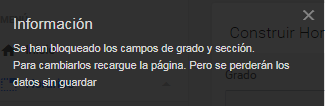 Información
Se han bloqueado los campos de grado y sección.
Para cambiarlos recargue la página. Pero se perderán los
datos sin guardar
Construir Hor
Grado